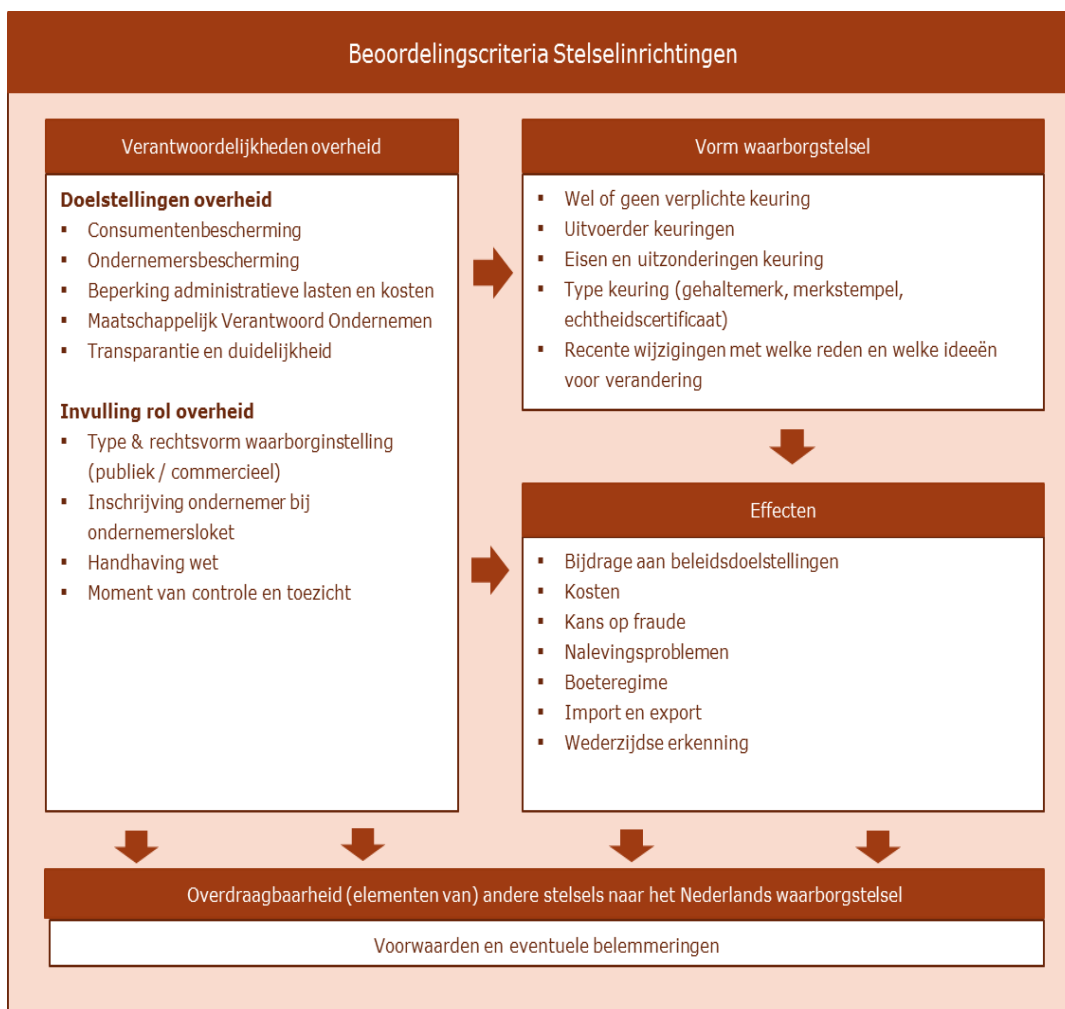 Beoordelingscriteria Stelselinrichtingen
Verantwoordelijkheden overheid
Doelstellingen overheid
▪ Consumentenbescherming
▪ Ondernemersbescherming
▪ Beperking administratieve lasten en kosten
▪ Maatschappelijk Verantwoord Ondernemen
▪ Transparantie en duidelijkheid
Invulling rol overheid
▪ Type & rechtsvorm waarborginstelling
(publiek / commercieel)
▪ Inschrijving ondernemer bij
ondernemersloket
▪ Handhaving wet
▪ Moment van controle en toezicht
Vorm waarborgstelsel
▪ Wel of geen verplichte keuring
▪ Uitvoerder keuringen
▪ Eisen en uitzonderingen keuring
▪ Type keuring (gehaltemerk, merkstempel,
echtheidscertificaat)
▪ Recente wijzigingen met welke reden en welke ideeën
voor verandering
Effecten
▪ Bijdrage aan beleidsdoelstellingen
▪ Kosten
▪ Kans op fraude
▪ Nalevingsproblemen
▪ Boeteregime
▪ Import en export
▪ Wederzijdse erkenning
Overdraagbaarheid (elementen van) andere stelsels naar het Nederlands waarborgstelsel
Voorwaarden en eventuele belemmeringen